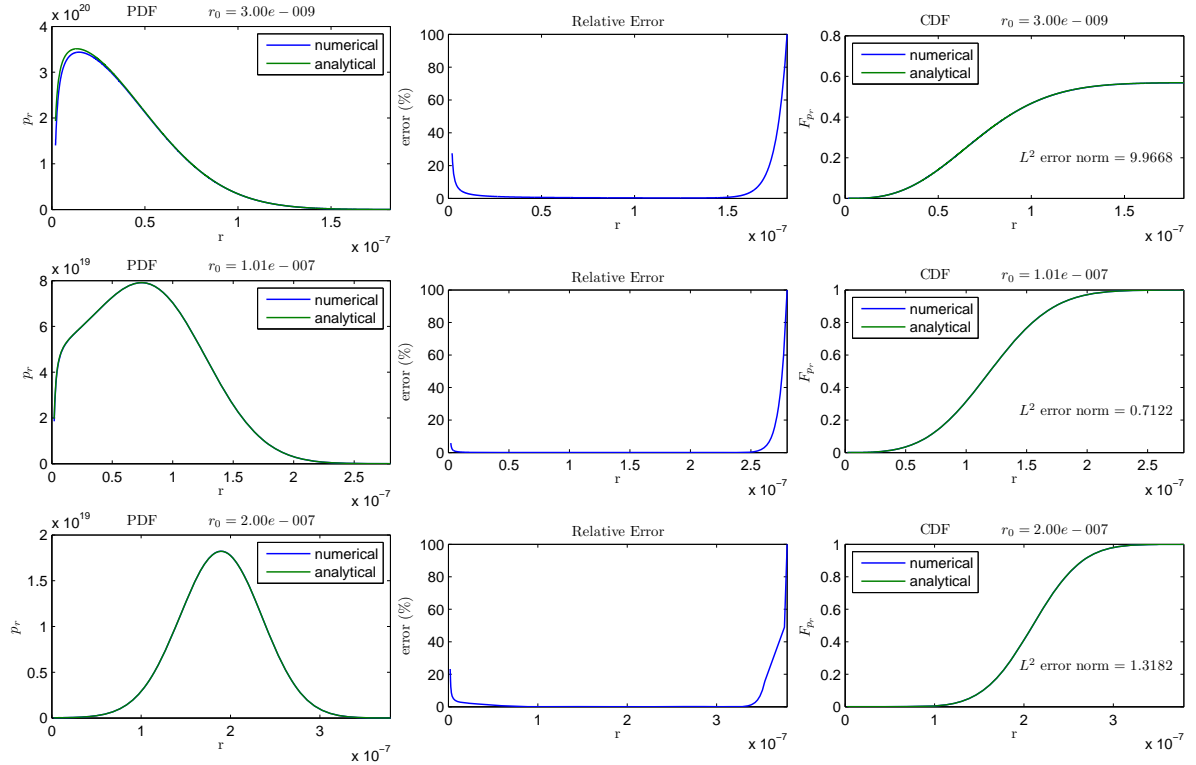 x 10^20
PDF
r_0 = 3.00e − 009
numerical
analytical
4
3
2
1
0
p_r
0 0.5 1 1.5
r
x 10^−7
Relative Error
100
80
60
40
20
0
error (%)
0 0.5 1 1.5
r
x 10^−7
CDF
r_0 = 3.00e − 009
numerical
analytical
0.8
0.6
0.4
0.2
0
F_{p_r}
L^2 error norm = 9.9668
0 0.5 1 1.5
r
x 10^−7
x 10^19
PDF
r_0 = 1.01e − 007
numerical
analytical
8
6
4
2
0
p_r
0 0.5 1 1.5 2 2.5
r
x 10^−7
Relative Error
100
80
60
40
20
0
error (%)
0 0.5 1 1.5 2 2.5
r
x 10^−7
CDF
r_0 = 1.01e − 007
numerical
analytical
1
0.8
0.6
0.4
0.2
0
F_{p_r}
L^2 error norm = 0.7122
0 0.5 1 1.5 2 2.5
r
x 10^−7
x 10^19
PDF
r_0 = 2.00e − 007
numerical
analytical
2
1.5
1
0.5
0
p_r
0 1 2 3
r
x 10^−7
Relative Error
100
80
60
40
20
0
error (%)
0 1 2 3
r
x 10^−7
CDF
r_0 = 2.00e − 007
numerical
analytical
1
0.8
0.6
0.4
0.2
0
F_{p_r}
L^2 error norm = 1.3182
0 1 2 3
r
x 10^−7